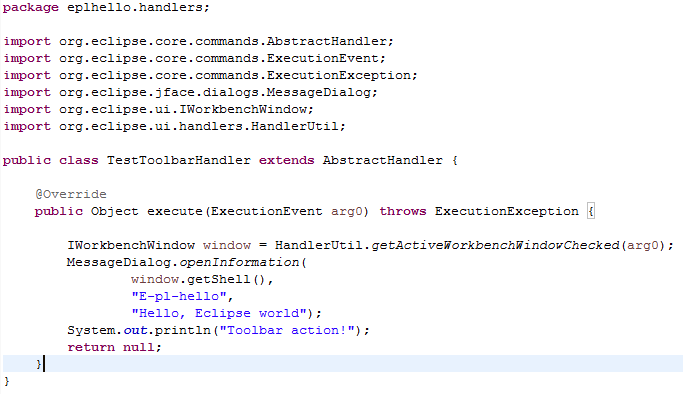 package eplhello.handlers;
import org.eclipse.core.commands.AbstractHandler;
import org.eclipse.core.commands.ExecutionEvent;
import org.eclipse.core.commands.ExecutionException;
import org.eclipse.jface.dialogs.MessageDialog;
import org.eclipse.ui.IWorkbenchWindow;
import org.eclipse.ui.handlers.HandlerUtil;
public class TestToolbarHandler extends AbstractHandler {
@Override
public Object execute(ExecutionEvent arg0) throws ExecutionException {
IWorkbenchWindow window = HandlerUtil.getActiveWorkbenchWindowChecked(arg0);
MessageDialog.openInformation(
window.getShell(),
"E-pl-hello",
"Hello, Eclipse world");
System.out.println("Toolbar action!");
return null;
}
}